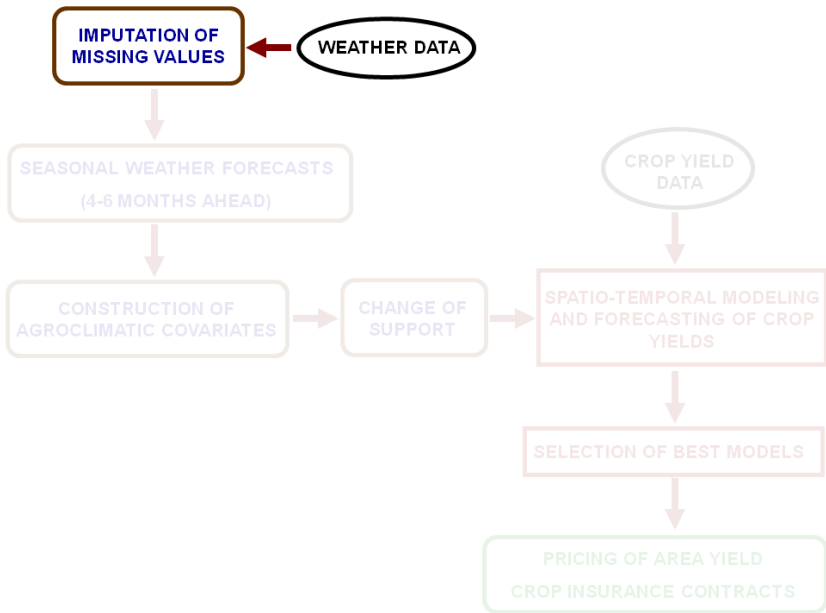 IMPUTATION OF
MISSING VALUES
WEATHER DATA
SEASONAL WEATHER FORECASTS
(4-6 MONTHS AHEAD)
CROP YIELD
DATA
CONSTRUCTION OF
AGROCLIMATIC COVARIATES
CHANGE OF
SUPPORT
SPATIO-TEMPORAL MODELING
AND FORECASTING OF CROP
YIELDS
SELECTION OF BEST MODELS
PRICING OF AREA YIELD
CROP INSURANCE CONTRACTS